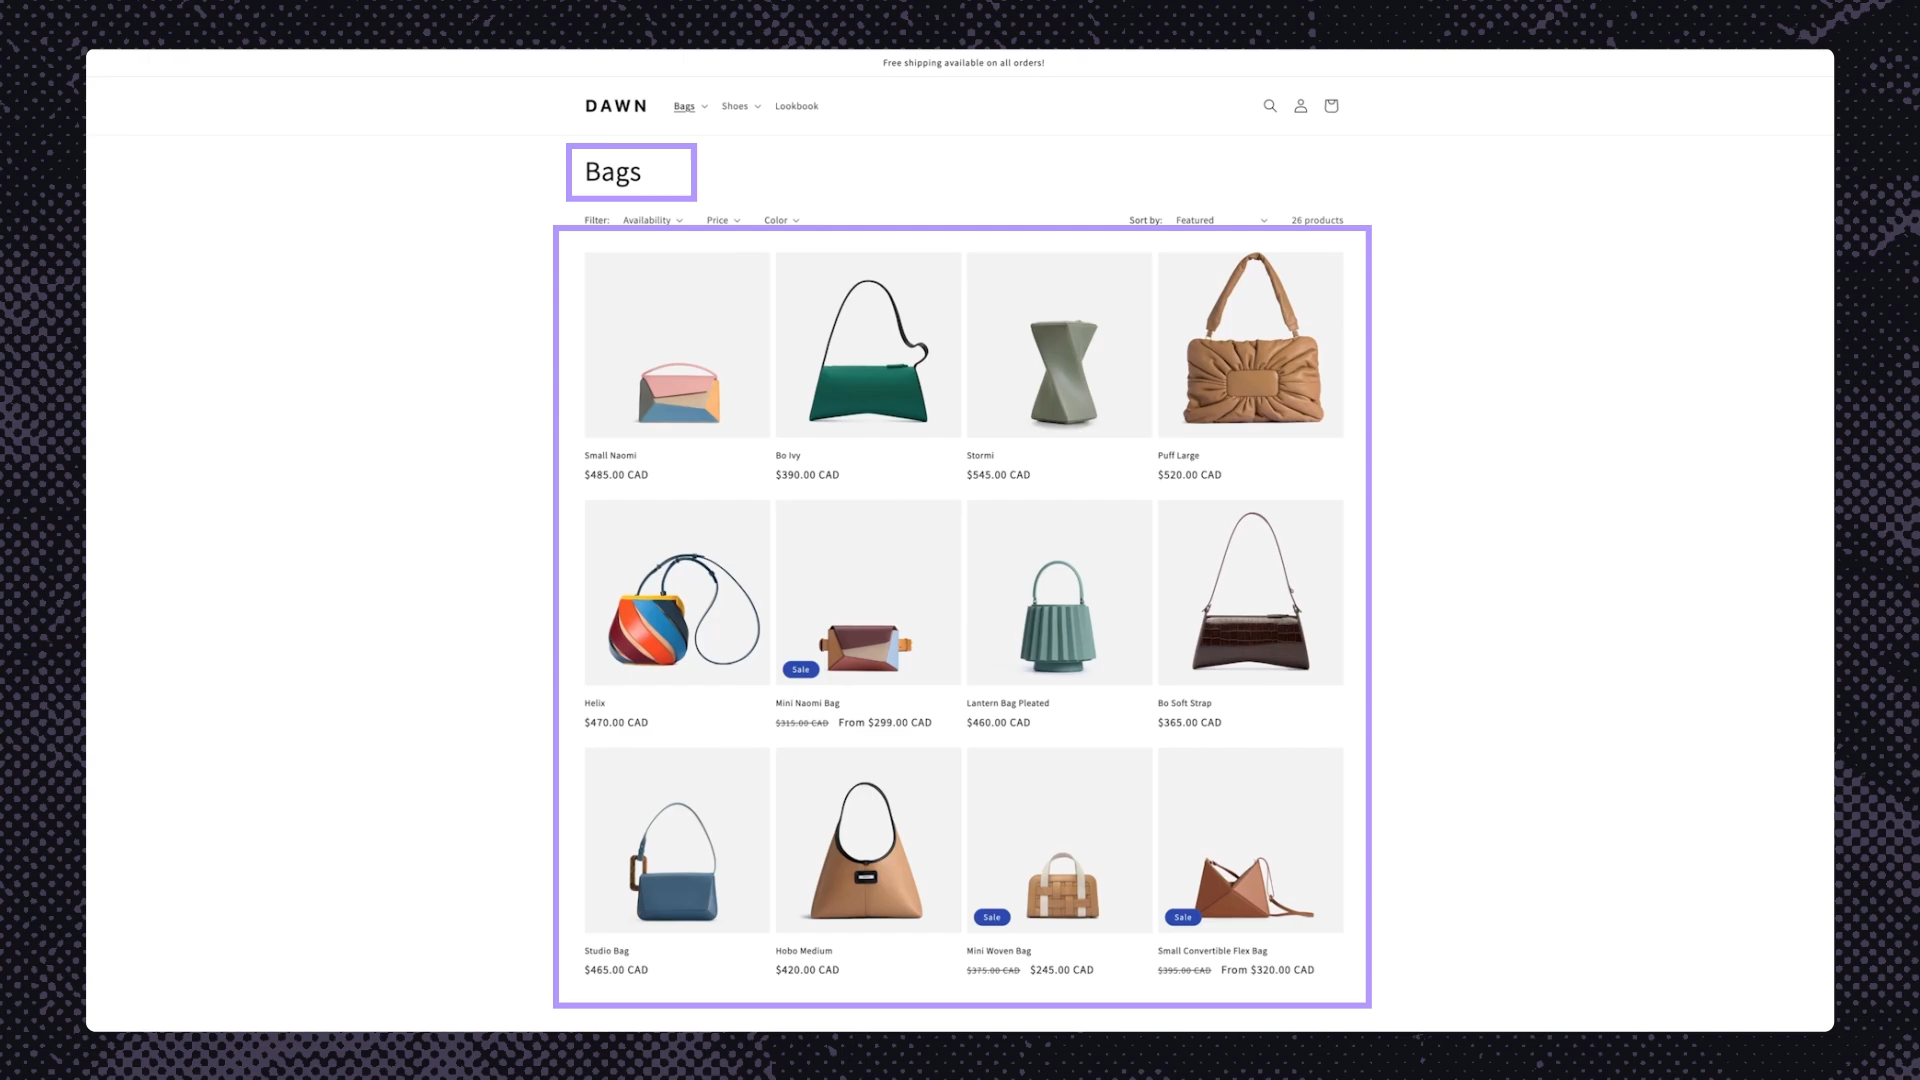 Free shipping available on all orders!
DAWN Bags Shoes Lookbook
Bags
Filter: Availability Price Color Sort by: Featured 26 products
Small Naomi Bo Ivy Stormi Puff Large
$485.00 CAD $390.00 CAD $545.00 CAD $520.00 CAD
Sale
Helix Mini Naomi Bag Lantern Bag Pleated Bo Soft Strap
$470.00 CAD $315.00 CAD From $299.00 CAD $460.00 CAD $365.00 CAD
Sale Sale
Studio Bag Hobo Medium Mini Woven Bag Small Convertible Flex Bag
$465.00 CAD $420.00 CAD $375.00 CAD $245.00 CAD $395.00 CAD From $320.00 CAD